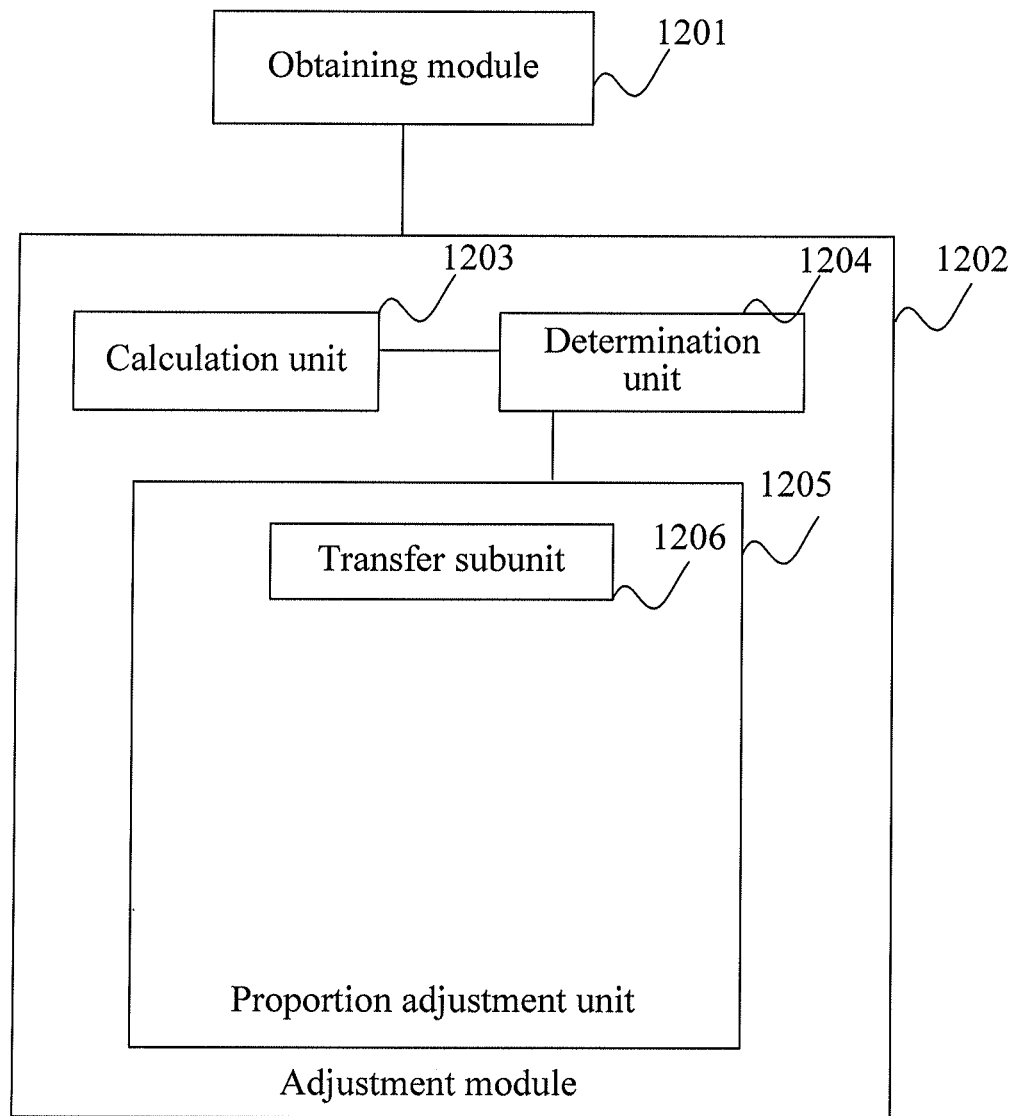 1201
Obtaining module
1203
1204
1202
Calculation unit
Determination
unit
1205
1206
Transfer subunit
Proportion adjustment unit
Adjustment module